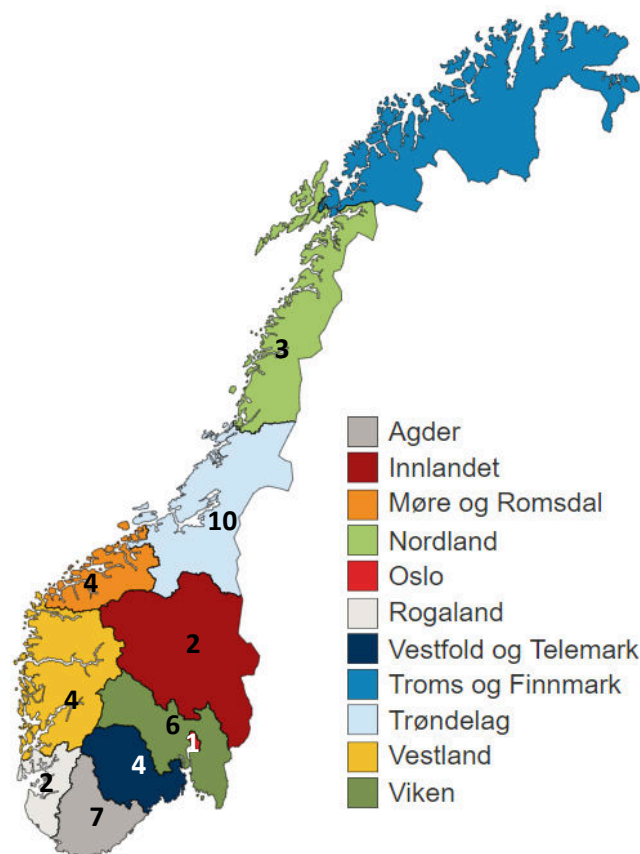 3
10
4
2
4
6
1
4
2
7
Agder
Innlandet
Møre og Romsdal
Nordland
Oslo
Rogaland
Vestfold og Telemark
Troms og Finnmark
Trøndelag
Vestland
Viken